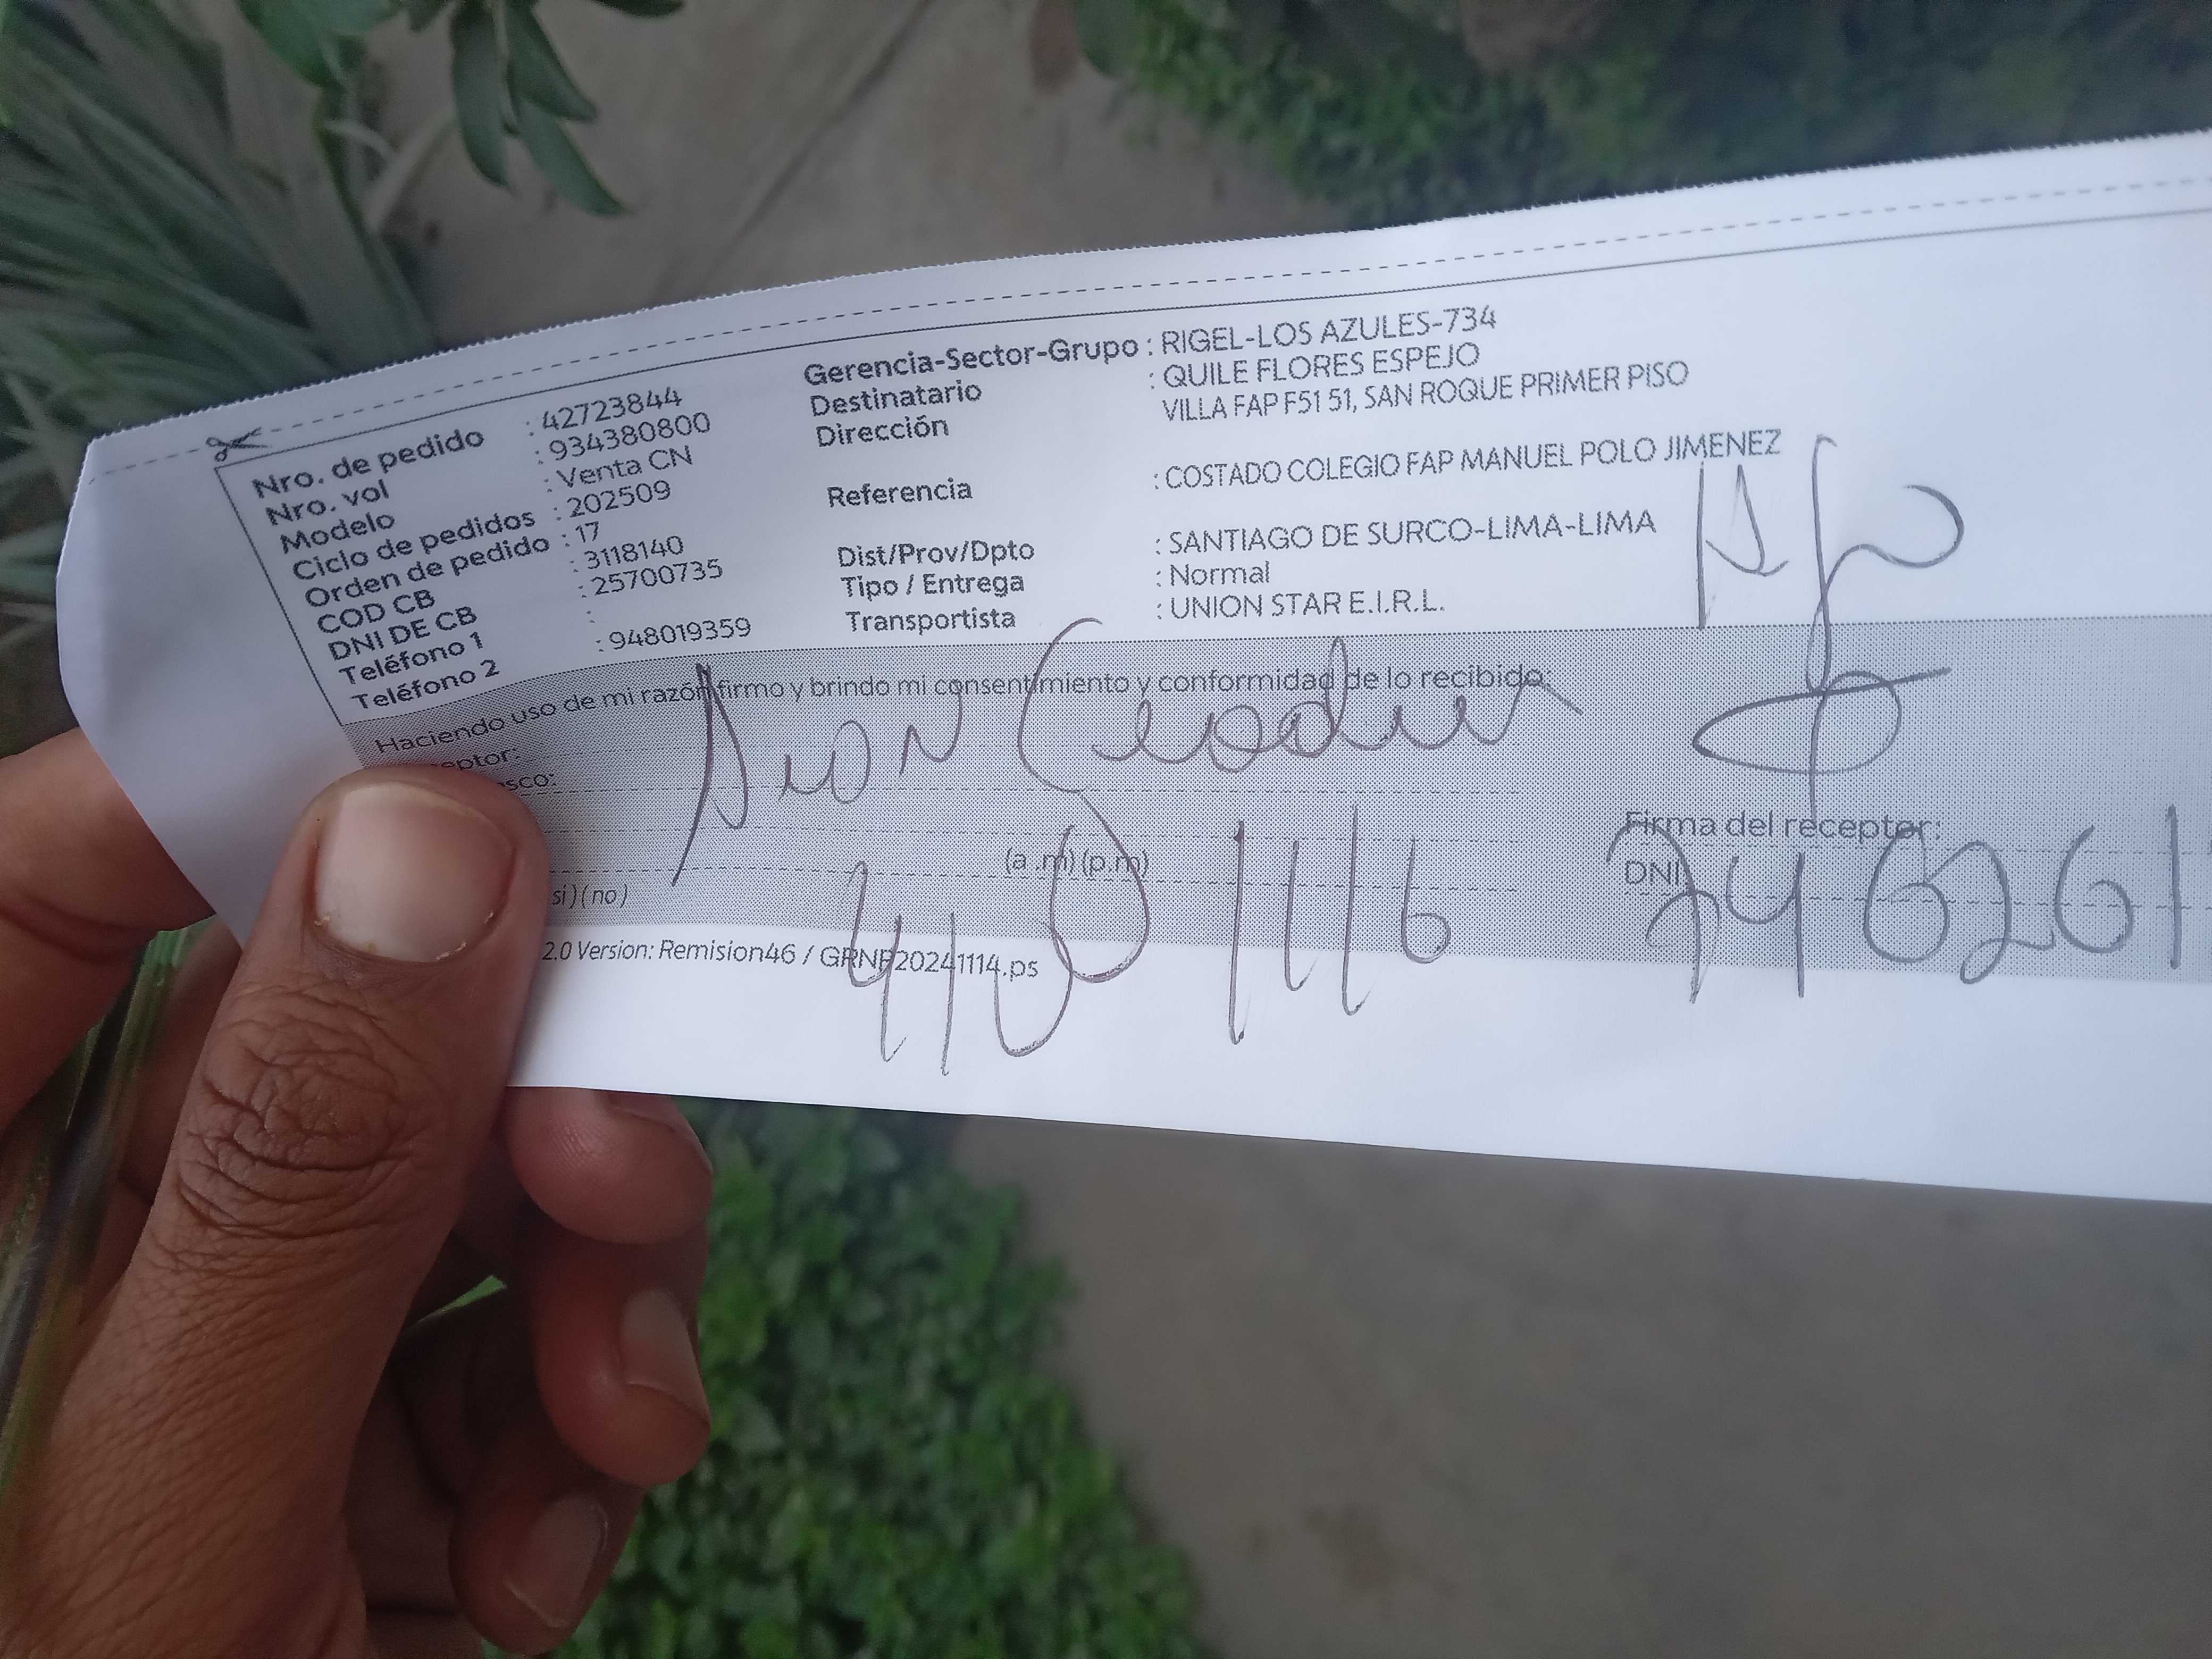 Nro. de pedido : 42723844
Nro. vol : 934380800
Modelo : Venta CN
Ciclo de pedidos : 202509
Orden de pedido : 17
COD CB : 3118140
DNI DE CB : 25700735
Teléfono 1 :
Teléfono 2 : 948019359
Gerencia-Sector-Grupo : RIGEL-LOS AZULES-734
Destinatario : QUILE FLORES ESPEJO
Dirección VILLA FAP F51 51, SAN ROQUE PRIMER PISO
Referencia : COSTADO COLEGIO FAP MANUEL POLO JIMENEZ
Dist/Prov/Dpto : SANTIAGO DE SURCO-LIMA-LIMA
Tipo / Entrega : Normal
Transportista : UNION STAR E.I.R.L.
Haciendo uso de mi razón firmo y brindo mi consentimiento y conformidad de lo recibido:
eptor:
sco:
(a .m) (p.m)
si) (no)
Firma del receptor:
DNI
2.0 Version: Remision46 / GRNF20241114.ps